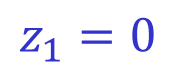 z₁ = 0